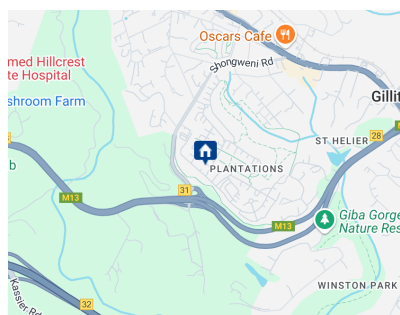 Oscars Cafe
med Hillcrest
te Hospital
Shongweni Rd
shroom Farm
Gillit
ST HELIER
28
b
PLANTATIONS
31
M13
M13
Giba Gorge
Nature Res
WINSTON PARK
Kassier Rd
32